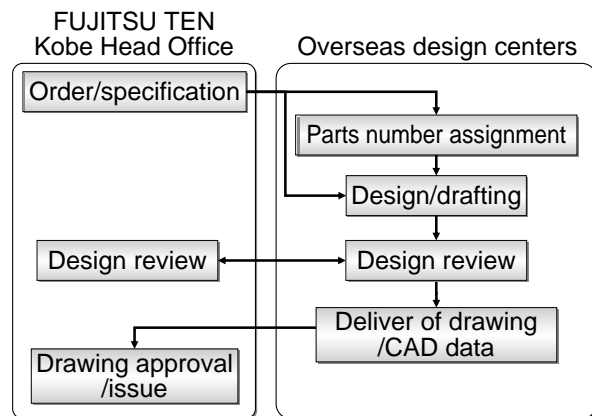 FUJITSU TEN
Kobe Head Office
Overseas design centers
Order/specification
Parts number assignment
Design/drafting
Design review
Design review
Deliver of drawing
/CAD data
Drawing approval
/issue